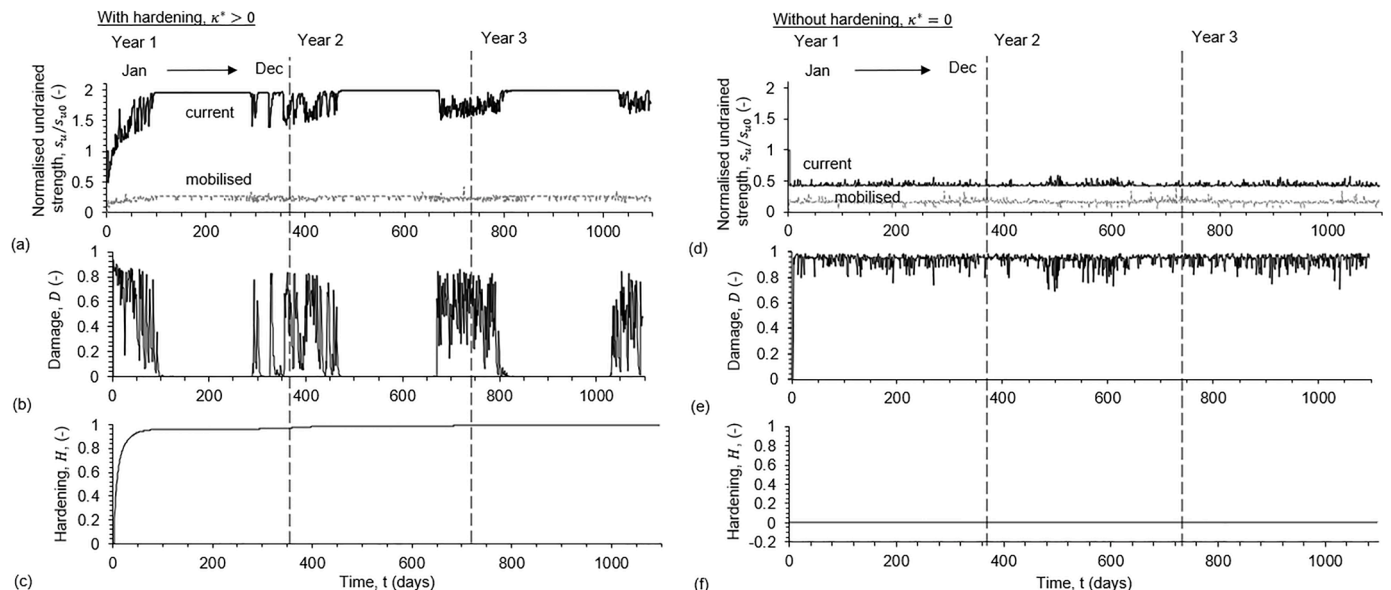 With hardening, κ* > 0
Year 1
Year 2
Year 3
Jan
Dec
Normalised undrained
strength, s_u/s_u0 (-)
2
1.5
1
0.5
0
current
mobilised
0
200
400
600
800
1000
(a)
Damage, D (-)
1
0.8
0.6
0.4
0.2
0
0
200
400
600
800
1000
(b)
Hardening, H, (-)
1
0.8
0.6
0.4
0.2
0
0
200
400
600
800
1000
Time, t (days)
(c)
Without hardening, κ* = 0
Year 1
Year 2
Year 3
Jan
Dec
Normalised undrained
strength, s_u/s_u0 (-)
2
1.5
1
0.5
0
current
mobilised
0
200
400
600
800
1000
(d)
Damage, D (-)
1
0.8
0.6
0.4
0.2
0
0
200
400
600
800
1000
(e)
Hardening, H, (-)
1
0.8
0.6
0.4
0.2
0
-0.2
0
200
400
600
800
1000
Time, t (days)
(f)